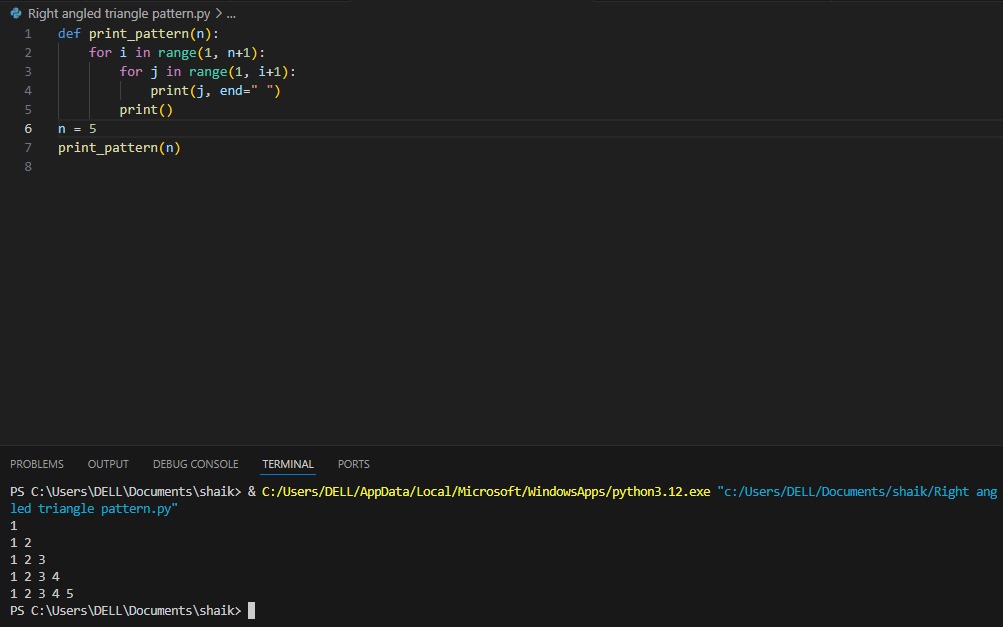 Right angled triangle pattern.py > ...
1 def print_pattern(n):
2     for i in range(1, n+1):
3         for j in range(1, i+1):
4             print(j, end=" ")
5         print()
6 n = 5
7 print_pattern(n)
8
PROBLEMS OUTPUT DEBUG CONSOLE TERMINAL PORTS
PS C:\Users\DELL\Documents\shaik> & C:/Users/DELL/AppData/Local/Microsoft/WindowsApps/python3.12.exe "c:/Users/DELL/Documents/shaik/Right ang
led triangle pattern.py"
1
1 2
1 2 3
1 2 3 4
1 2 3 4 5
PS C:\Users\DELL\Documents\shaik>